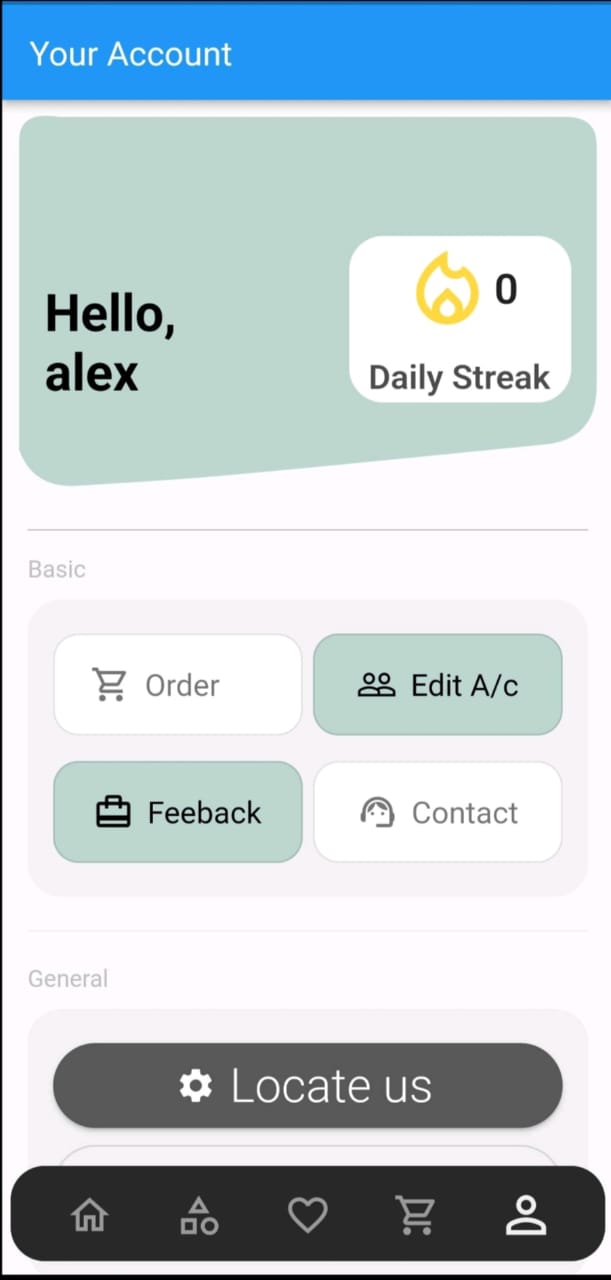 Your Account
Hello,
alex
0
Daily Streak
Basic
Order
Edit A/c
Feeback
Contact
General
Locate us